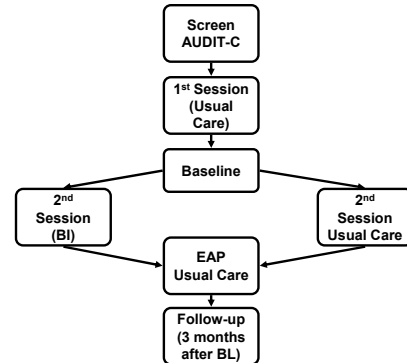 Screen
AUDIT-C
1st Session
(Usual
Care)
Baseline
2nd
Session
(BI)
2nd
Session
Usual Care
EAP
Usual Care
Follow-up
(3 months
after BL)